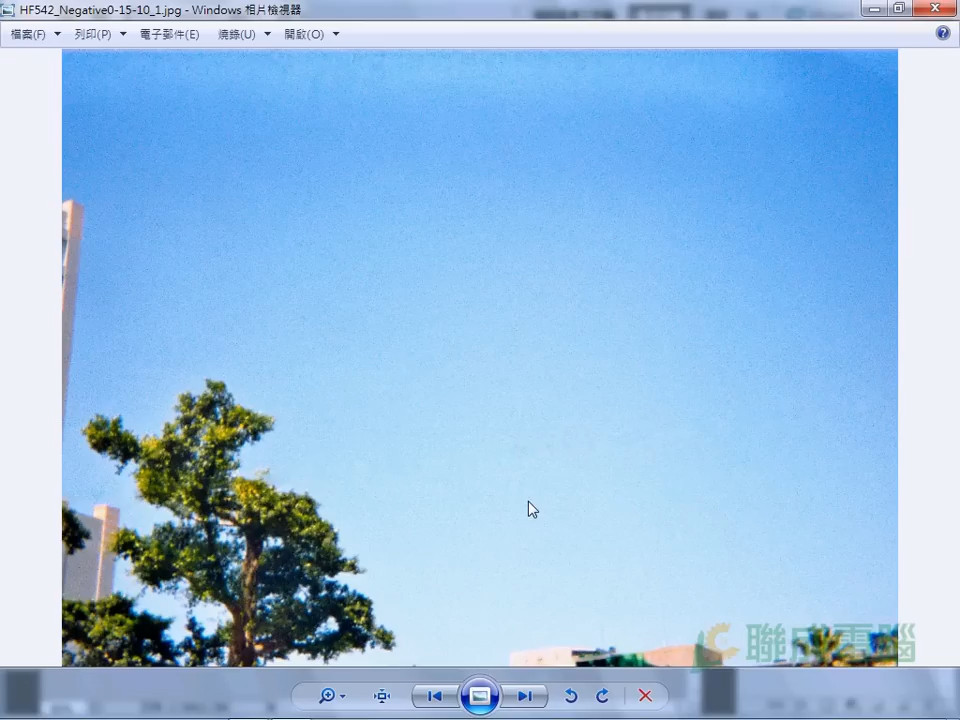 HF542_Negative0-15-10_1.jpg - Windows 相片檢視器
檔案(F) 列印(P) 電子郵件(E) 燒錄(U) 開啟(O)
聯成電腦